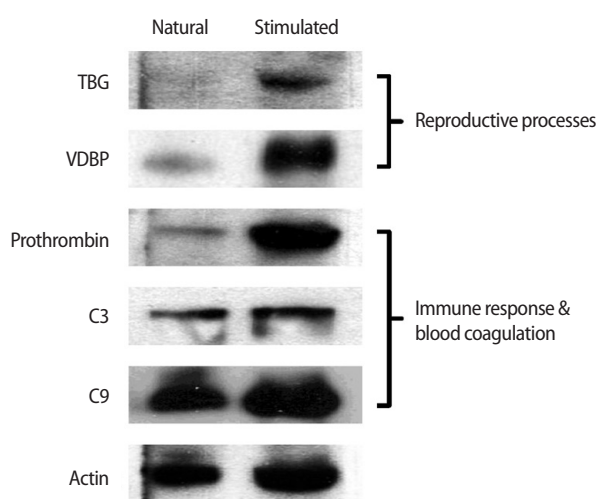 Natural Stimulated
TBG
Reproductive processes
VDBP
Prothrombin
C3
Immune response &
blood coagulation
C9
Actin